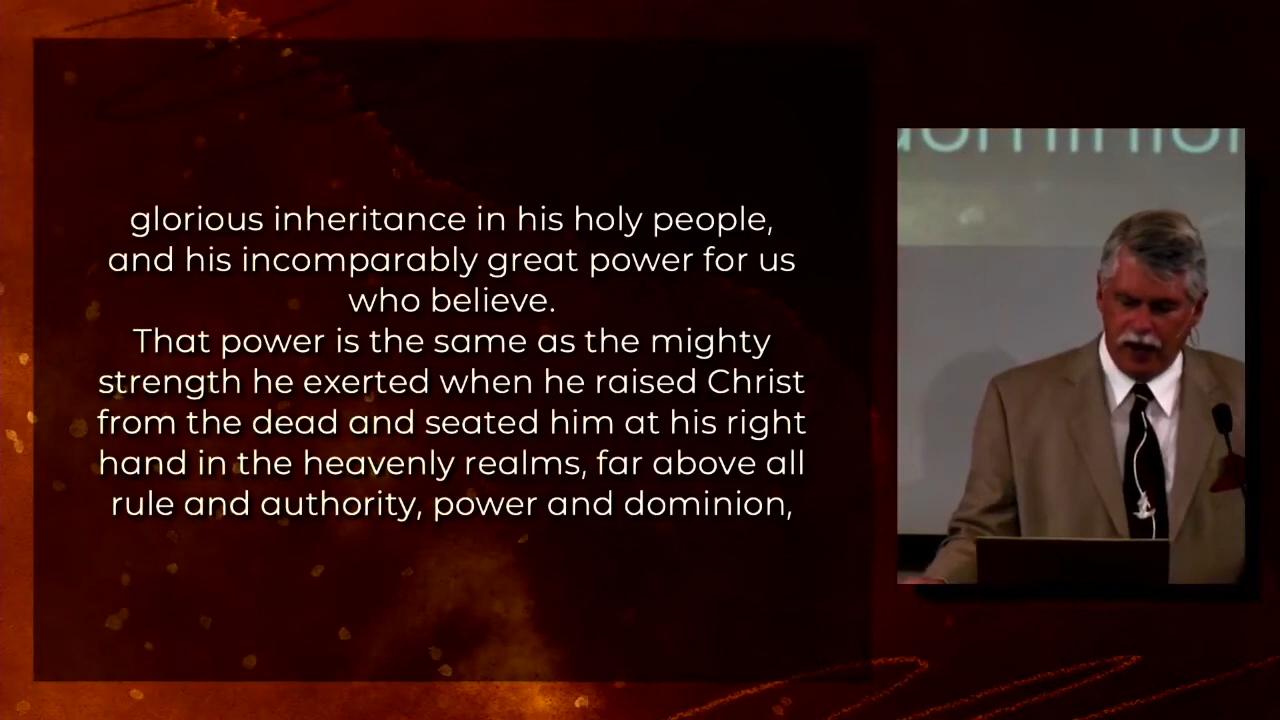 glorious inheritance in his holy people,
and his incomparably great power for us
who believe.
That power is the same as the mighty
strength he exerted when he raised Christ
from the dead and seated him at his right
hand in the heavenly realms, far above all
rule and authority, power and dominion,
dominion